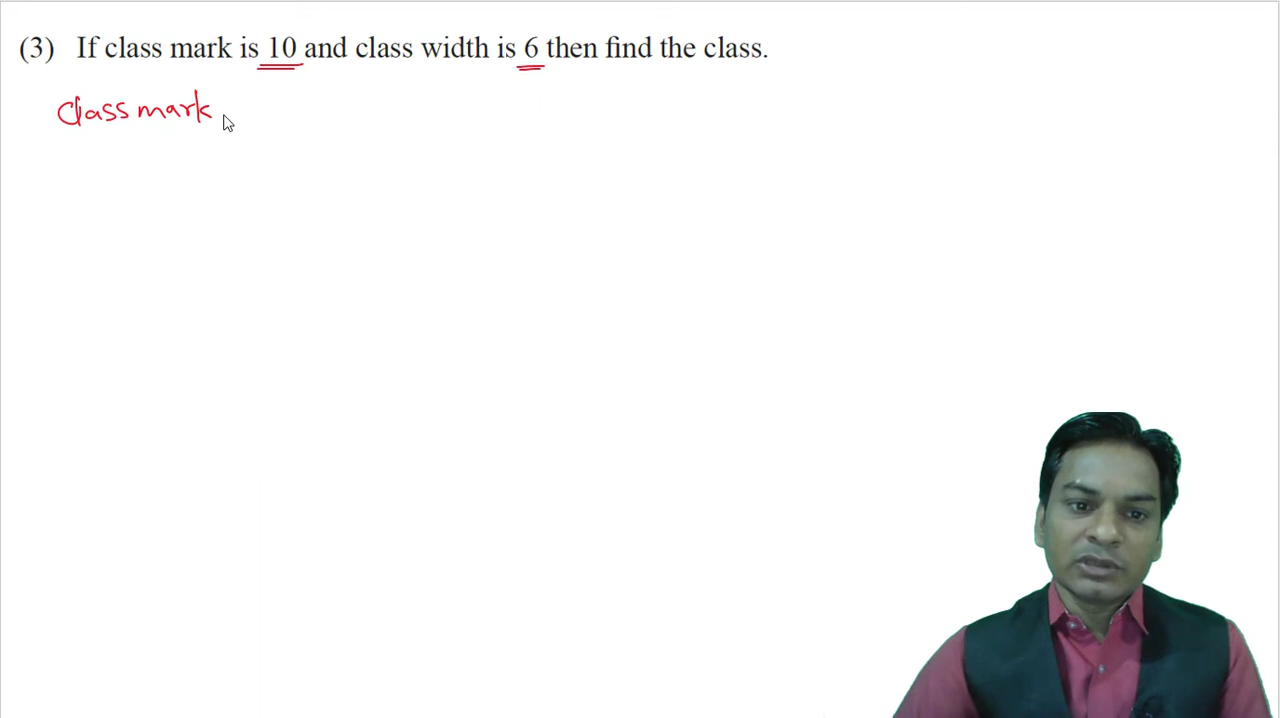 (3) If class mark is 10 and class width is 6 then find the class.
Class mark